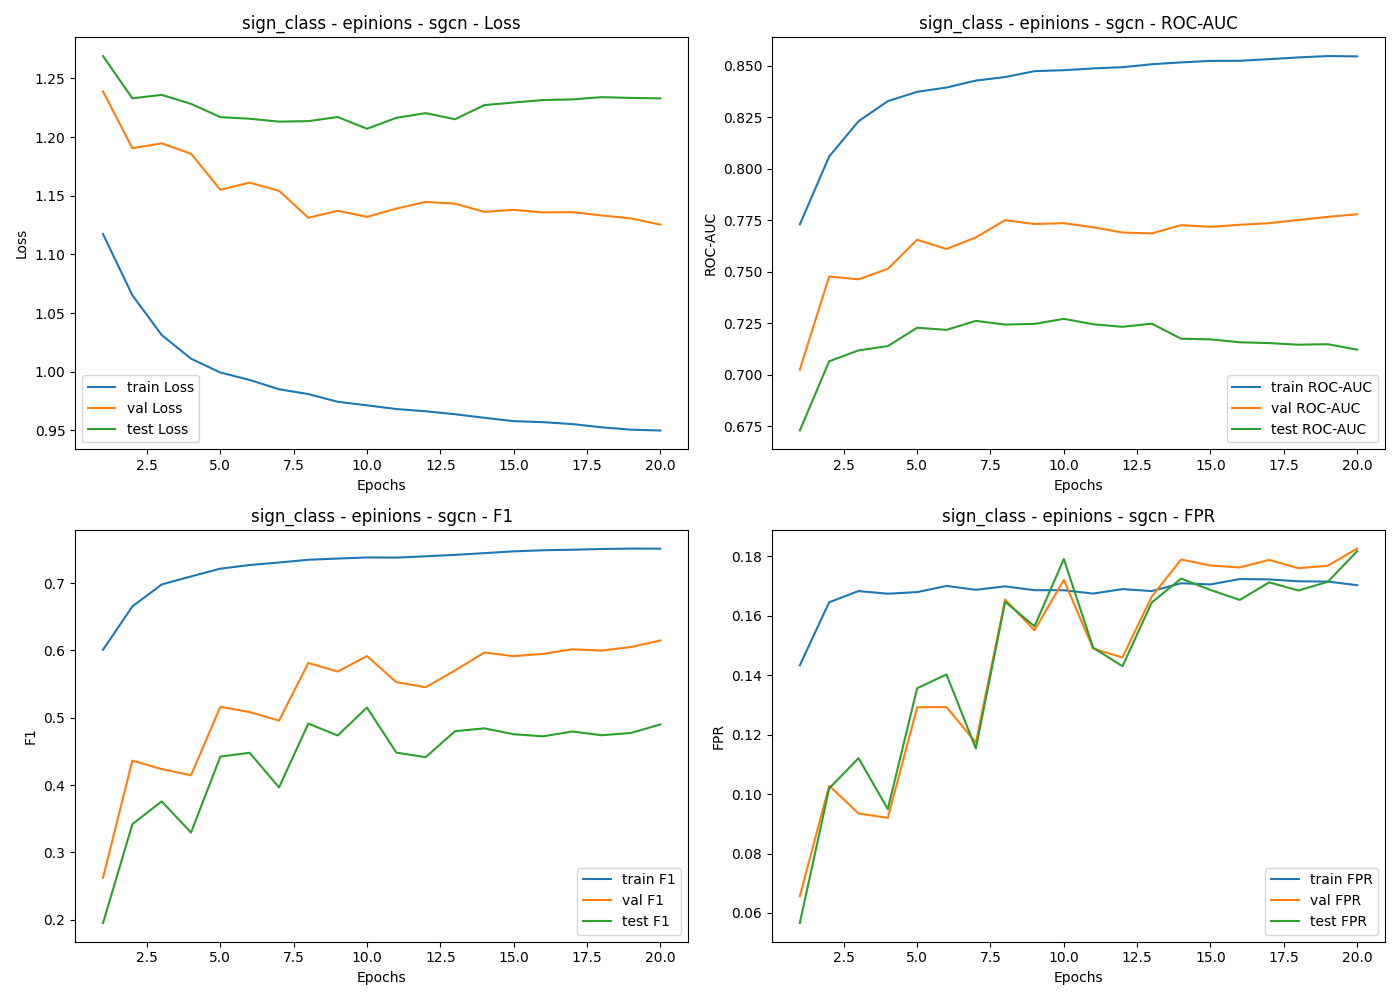 sign_class - epinions - sgcn - Loss
1.25
1.20
1.15
1.10
1.05
1.00
0.95
Loss
train Loss
val Loss
test Loss
2.5 5.0 7.5 10.0 12.5 15.0 17.5 20.0
Epochs
sign_class - epinions - sgcn - ROC-AUC
0.850
0.825
0.800
0.775
0.750
0.725
0.700
0.675
ROC-AUC
train ROC-AUC
val ROC-AUC
test ROC-AUC
2.5 5.0 7.5 10.0 12.5 15.0 17.5 20.0
Epochs
sign_class - epinions - sgcn - F1
0.7
0.6
0.5
0.4
0.3
0.2
F1
train F1
val F1
test F1
2.5 5.0 7.5 10.0 12.5 15.0 17.5 20.0
Epochs
sign_class - epinions - sgcn - FPR
0.18
0.16
0.14
0.12
0.10
0.08
0.06
FPR
train FPR
val FPR
test FPR
2.5 5.0 7.5 10.0 12.5 15.0 17.5 20.0
Epochs